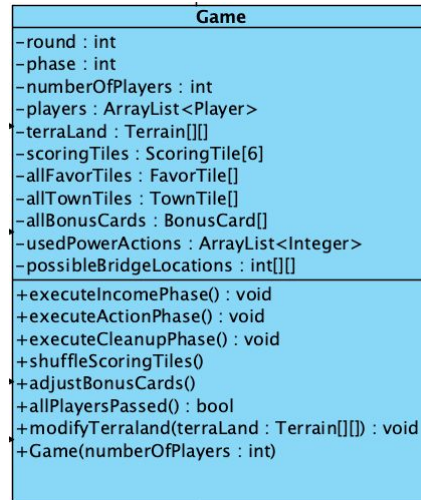 Game
-round : int
-phase : int
-numberOfPlayers : int
-players : ArrayList<Player>
-terraLand : Terrain[][]
-scoringTiles : ScoringTile[6]
-allFavorTiles : FavorTile[]
-allTownTiles : TownTile[]
-allBonusCards : BonusCard[]
-usedPowerActions : ArrayList<Integer>
-possibleBridgeLocations : int[][]
+executeIncomePhase() : void
+executeActionPhase() : void
+executeCleanupPhase() : void
+shuffleScoringTiles()
+adjustBonusCards()
+allPlayersPassed() : bool
+modifyTerraland(terraLand : Terrain[][]) : void
+Game(numberOfPlayers : int)